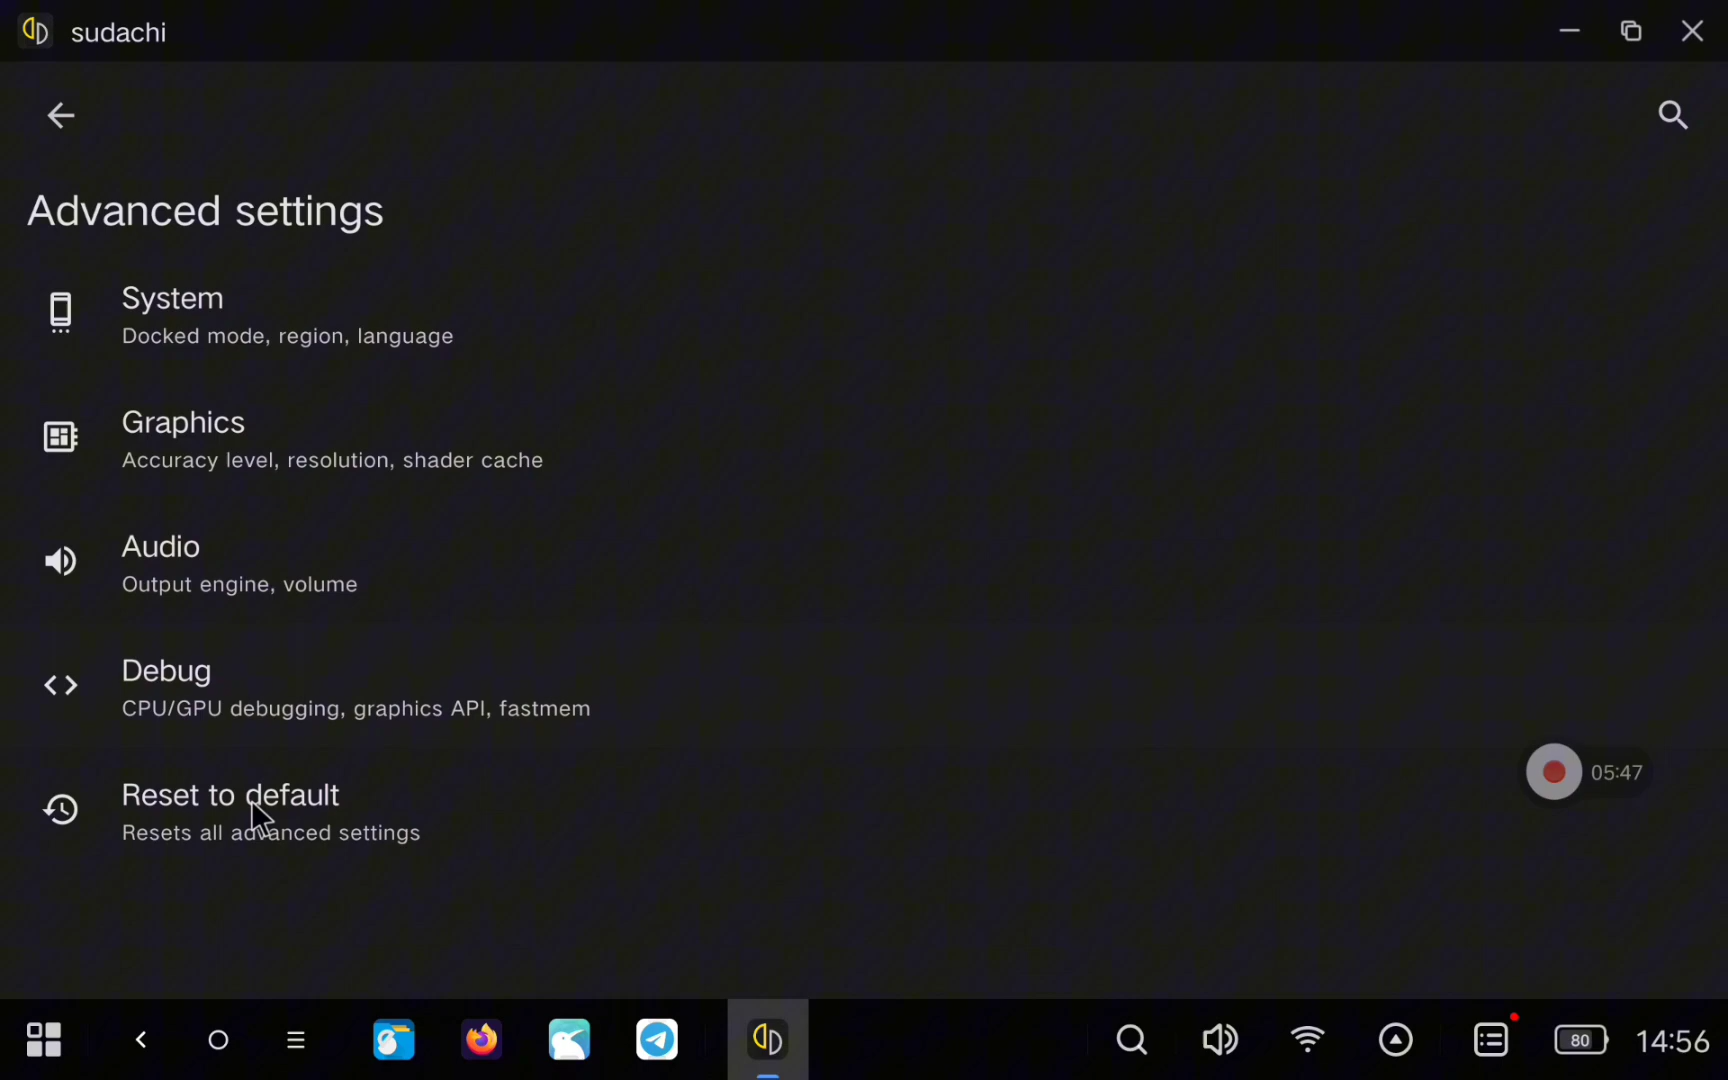 sudachi
Advanced settings
System
Docked mode, region, language
Graphics
Accuracy level, resolution, shader cache
Audio
Output engine, volume
Debug
CPU/GPU debugging, graphics API, fastmem
05:47
Reset to default
Resets all advanced settings
80
14:56